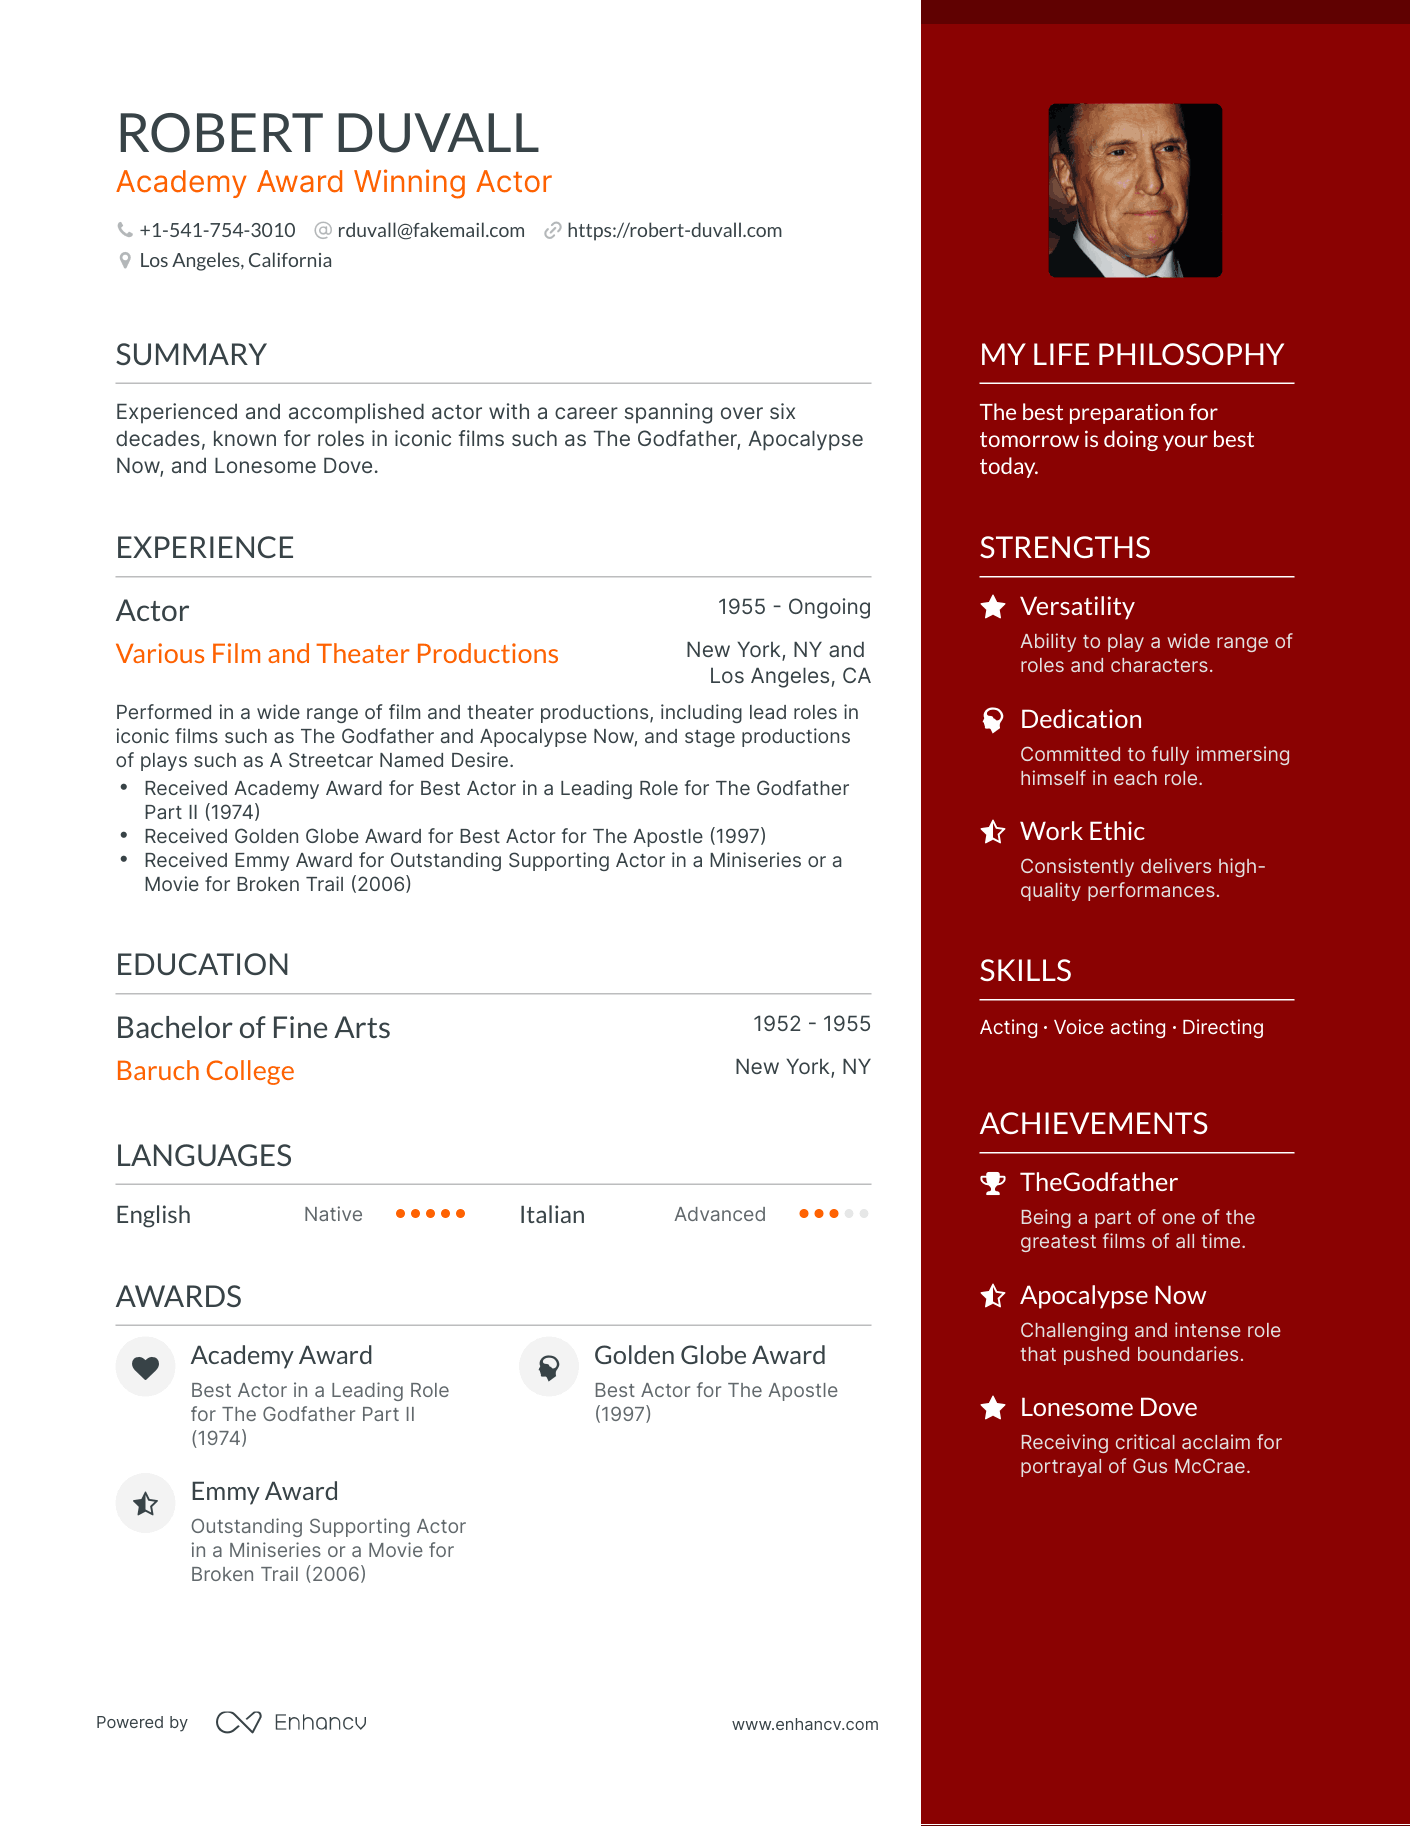 ROBERT DUVALL
Academy Award Winning Actor
+1-541-754-3010 rduvall@fakemail.com https://robert-duvall.com
Los Angeles, California
SUMMARY
Experienced and accomplished actor with a career spanning over six
decades, known for roles in iconic films such as The Godfather, Apocalypse
Now, and Lonesome Dove.
EXPERIENCE
Actor
1955 - Ongoing
Various Film and Theater Productions
New York, NY and
Los Angeles, CA
Performed in a wide range of film and theater productions, including lead roles in
iconic films such as The Godfather and Apocalypse Now, and stage productions
of plays such as A Streetcar Named Desire.
• Received Academy Award for Best Actor in a Leading Role for The Godfather
Part II (1974)
• Received Golden Globe Award for Best Actor for The Apostle (1997)
• Received Emmy Award for Outstanding Supporting Actor in a Miniseries or a
Movie for Broken Trail (2006)
EDUCATION
Bachelor of Fine Arts
1952 - 1955
Baruch College
New York, NY
LANGUAGES
English Native Italian Advanced
AWARDS
Academy Award
Best Actor in a Leading Role
for The Godfather Part II
(1974)
Golden Globe Award
Best Actor for The Apostle
(1997)
Emmy Award
Outstanding Supporting Actor
in a Miniseries or a Movie for
Broken Trail (2006)
MY LIFE PHILOSOPHY
The best preparation for
tomorrow is doing your best
today.
STRENGTHS
Versatility
Ability to play a wide range of
roles and characters.
Dedication
Committed to fully immersing
himself in each role.
Work Ethic
Consistently delivers high-
quality performances.
SKILLS
Acting · Voice acting · Directing
ACHIEVEMENTS
TheGodfather
Being a part of one of the
greatest films of all time.
Apocalypse Now
Challenging and intense role
that pushed boundaries.
Lonesome Dove
Receiving critical acclaim for
portrayal of Gus McCrae.
Powered by Enhancv
www.enhancv.com